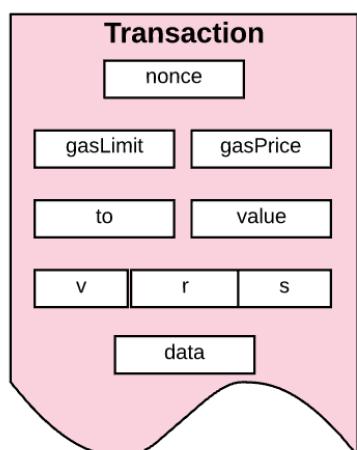 Transaction
nonce
gasLimit gasPrice
to value
v r s
data